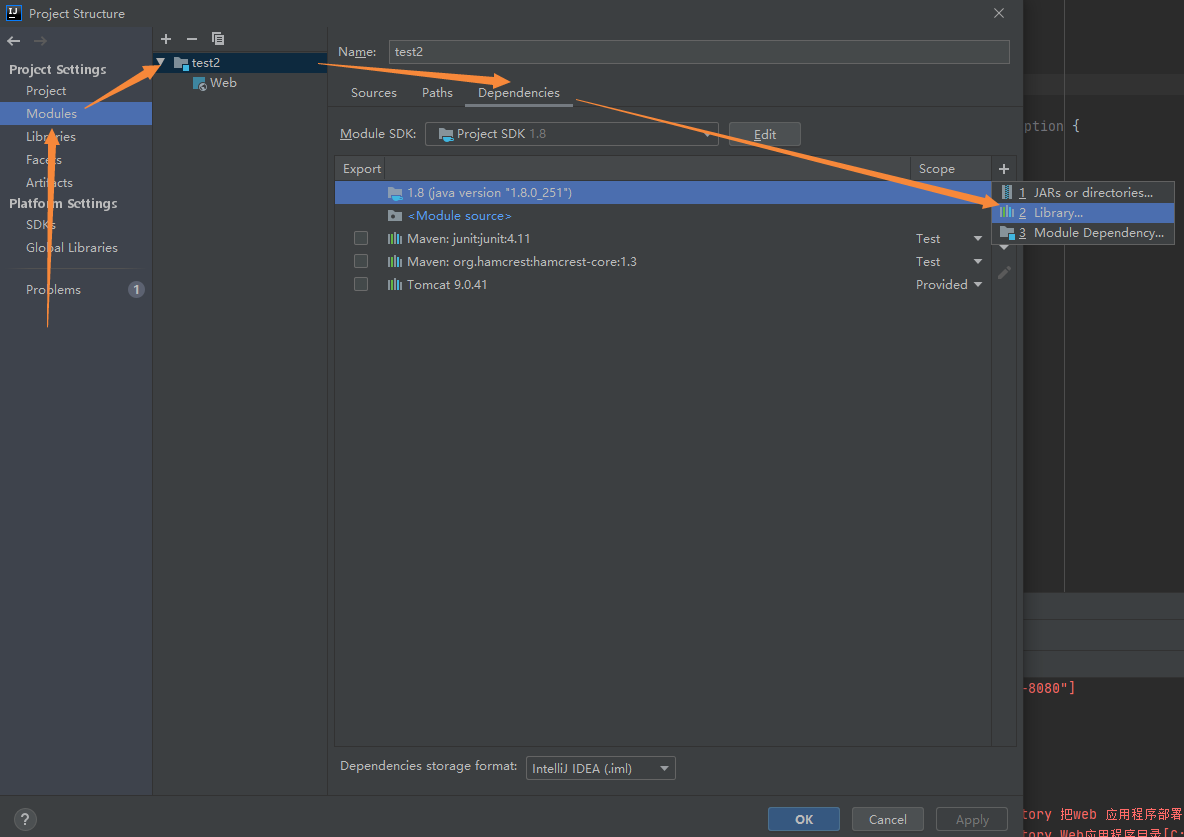 Project Structure
Name: test2
Project Settings
Project
Modules
Libraries
Facets
Artifacts
Platform Settings
SDKs
Global Libraries
Problems 1
test2
Web
Sources Paths Dependencies
Module SDK: Project SDK 1.8 Edit
Export Scope
1.8 (java version "1.8.0_251")
<Module source>
Maven: junit:junit:4.11 Test
Maven: org.hamcrest:hamcrest-core:1.3 Test
Tomcat 9.0.41 Provided
1 JARs or directories...
2 Library...
3 Module Dependency...
Dependencies storage format: IntelliJ IDEA (.iml)
? OK Cancel Apply
ption {
-8080"]
tory 把web 应用程序部署
tory Web应用程序目录[C: